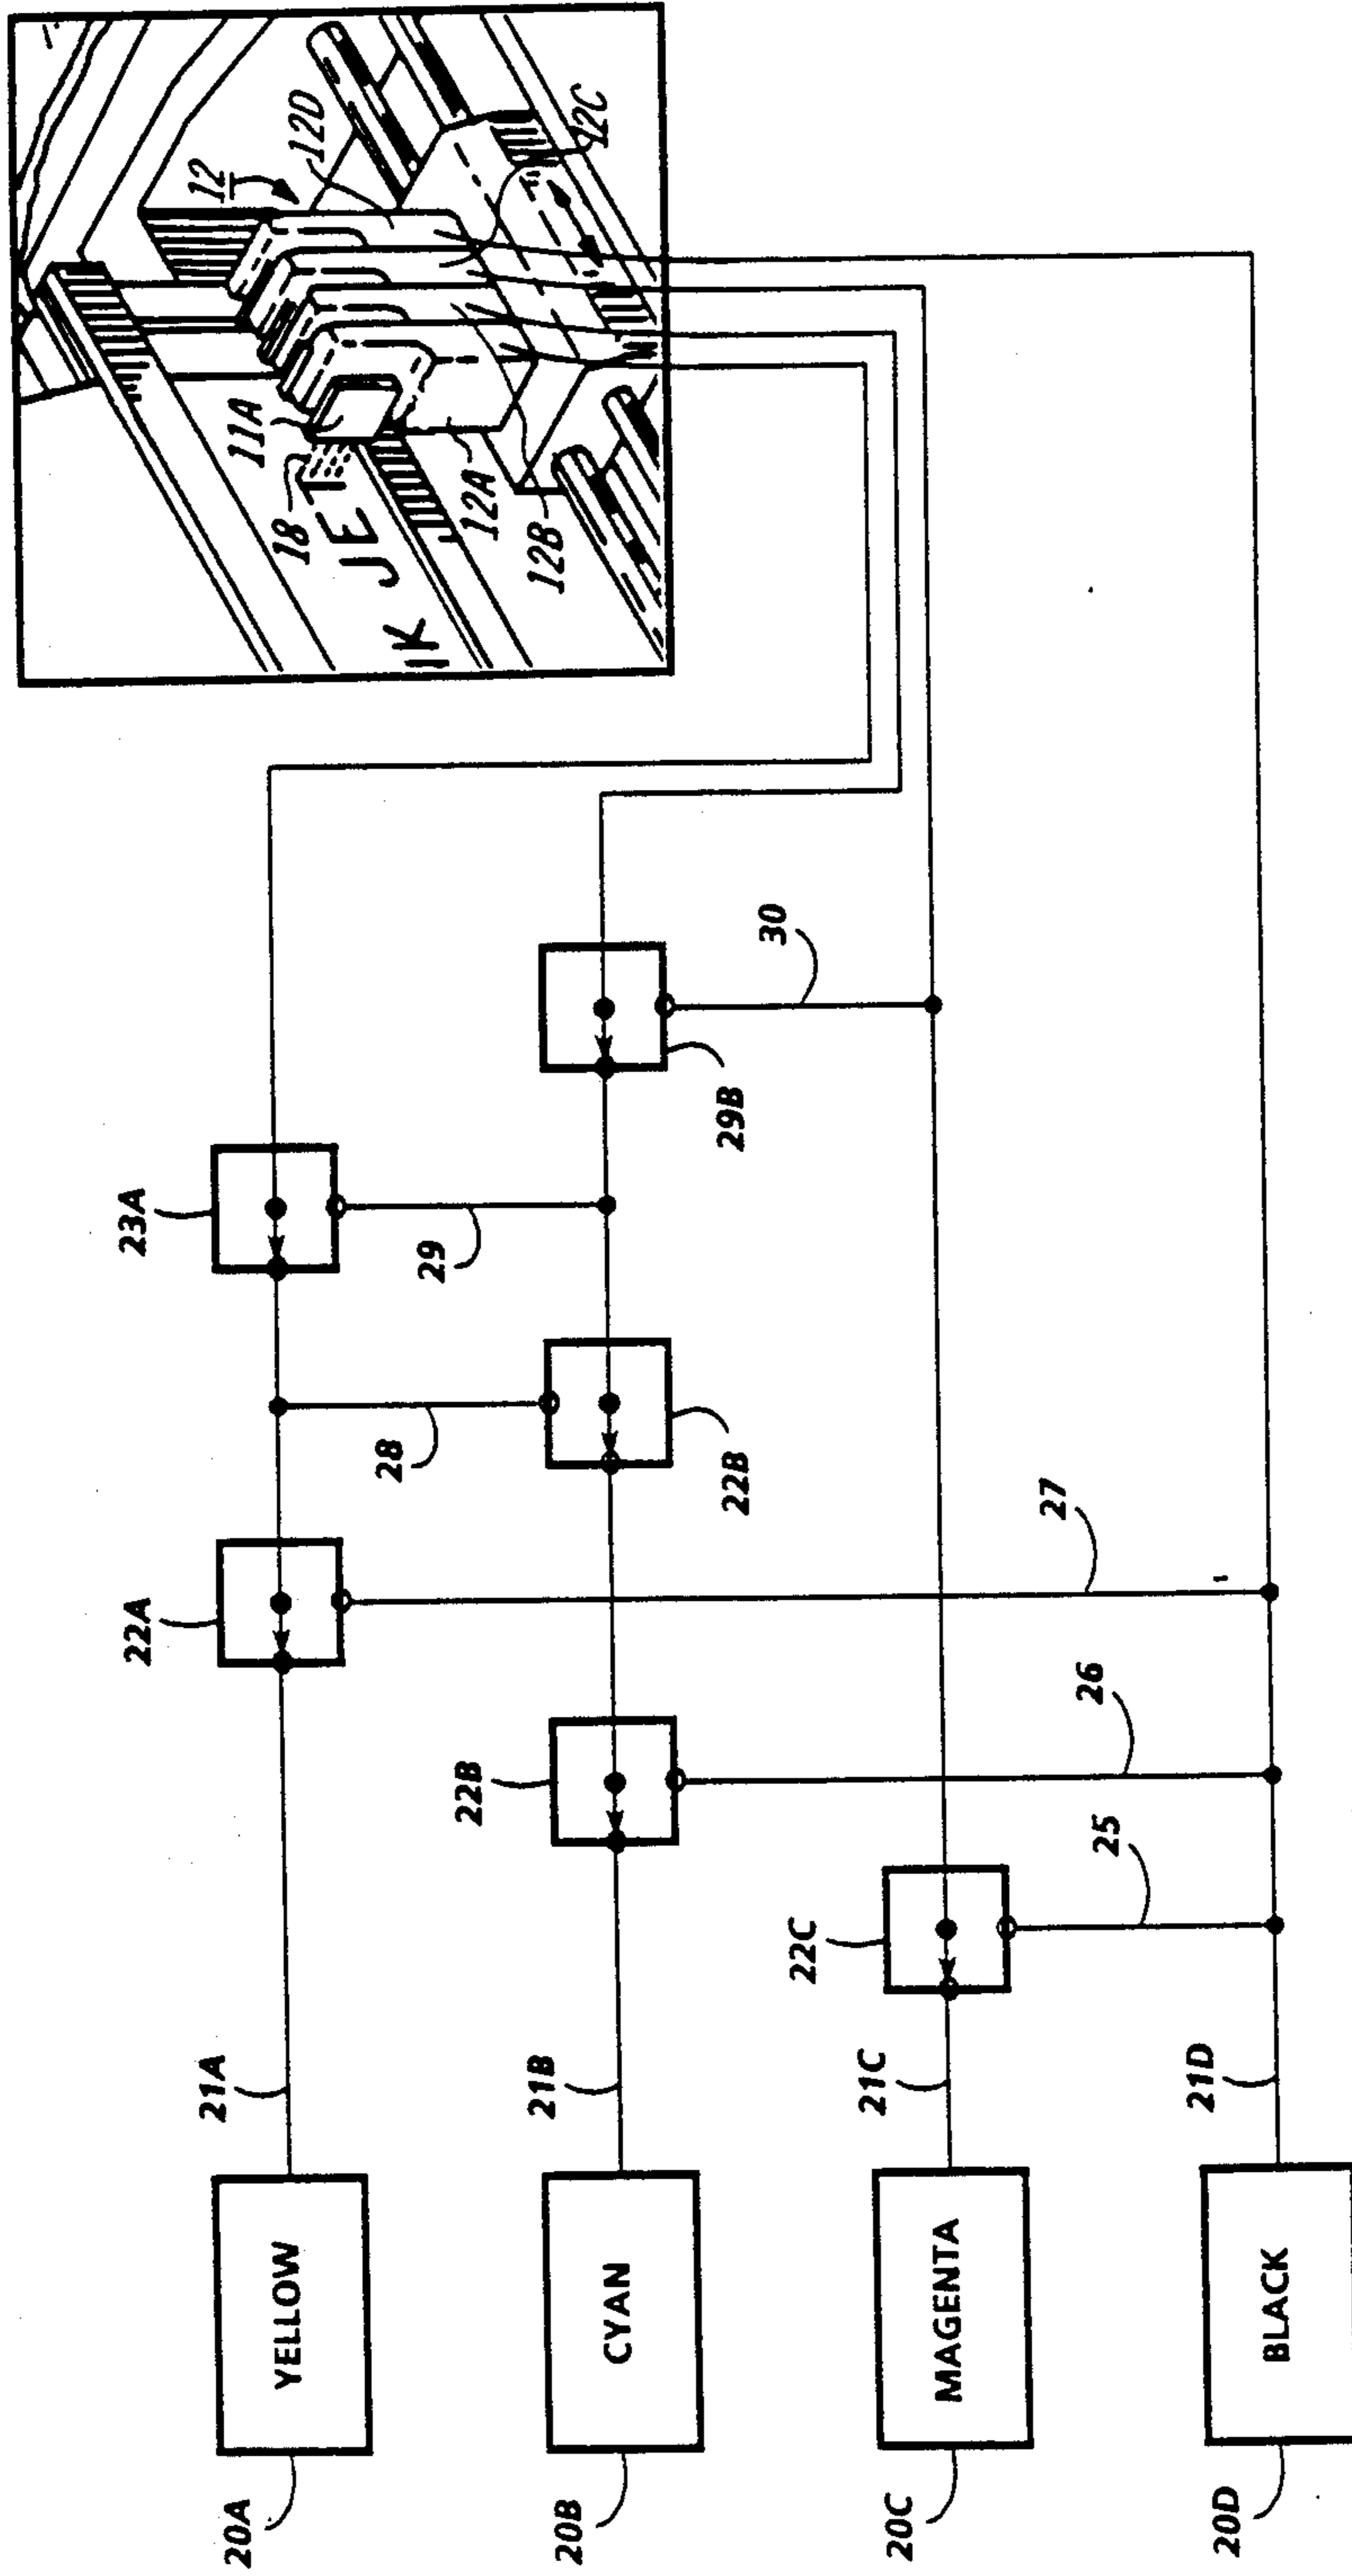 20A
YELLOW
21A
22A
23A
20B
CYAN
21B
22B
28
22B
29
29B
20C
MAGENTA
21C
22C
30
20D
BLACK
21D
25
26
27
12
12D
12C
11A
18
IK JET
12A
12B